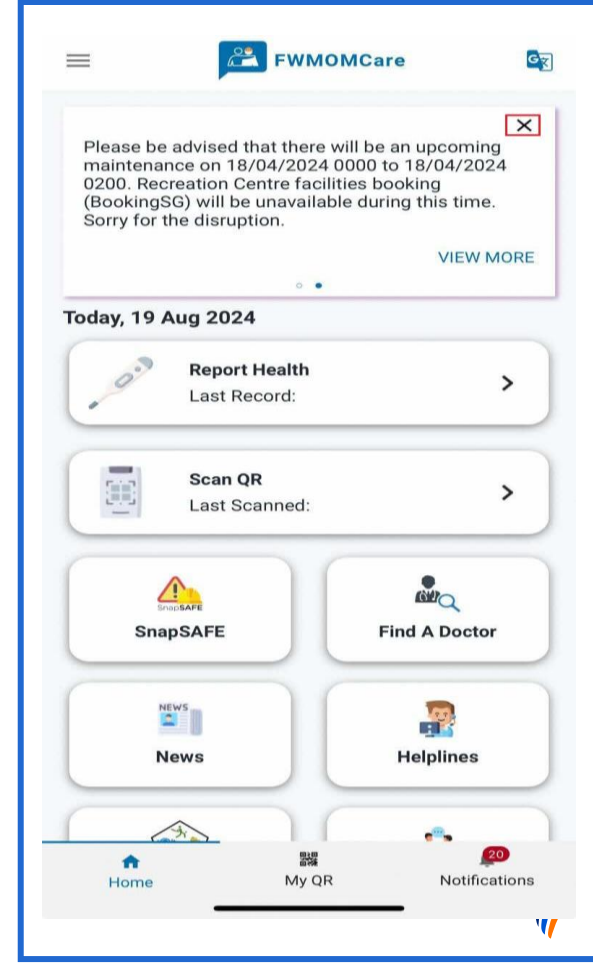 FWMOMCare
Please be advised that there will be an upcoming
maintenance on 18/04/2024 0000 to 18/04/2024
0200. Recreation Centre facilities booking
(BookingSG) will be unavailable during this time.
Sorry for the disruption.
VIEW MORE
Today, 19 Aug 2024
Report Health
Last Record:
Scan QR
Last Scanned:
SnapSAFE
SnapSAFE
Find A Doctor
NEWS
News
Helplines
20
Home
My QR
Notifications